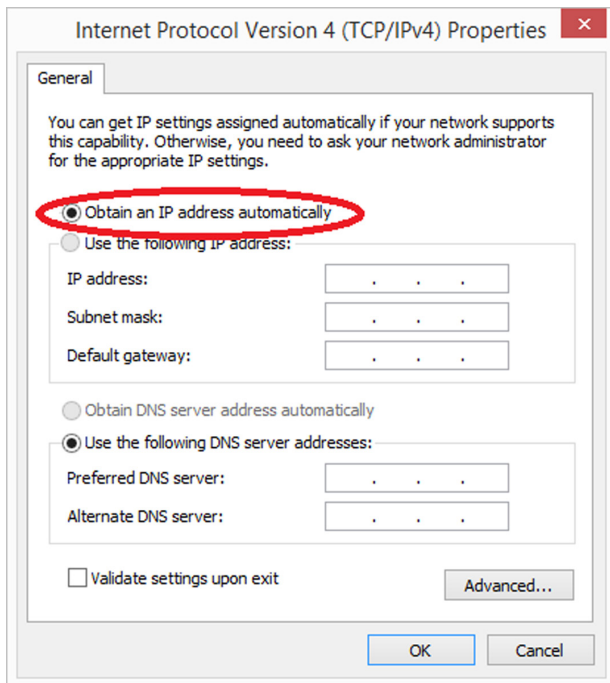 Internet Protocol Version 4 (TCP/IPv4) Properties
General
You can get IP settings assigned automatically if your network supports
this capability. Otherwise, you need to ask your network administrator
for the appropriate IP settings.
Obtain an IP address automatically
Use the following IP address:
IP address:
Subnet mask:
Default gateway:
Obtain DNS server address automatically
Use the following DNS server addresses:
Preferred DNS server:
Alternate DNS server:
Validate settings upon exit
Advanced...
OK Cancel